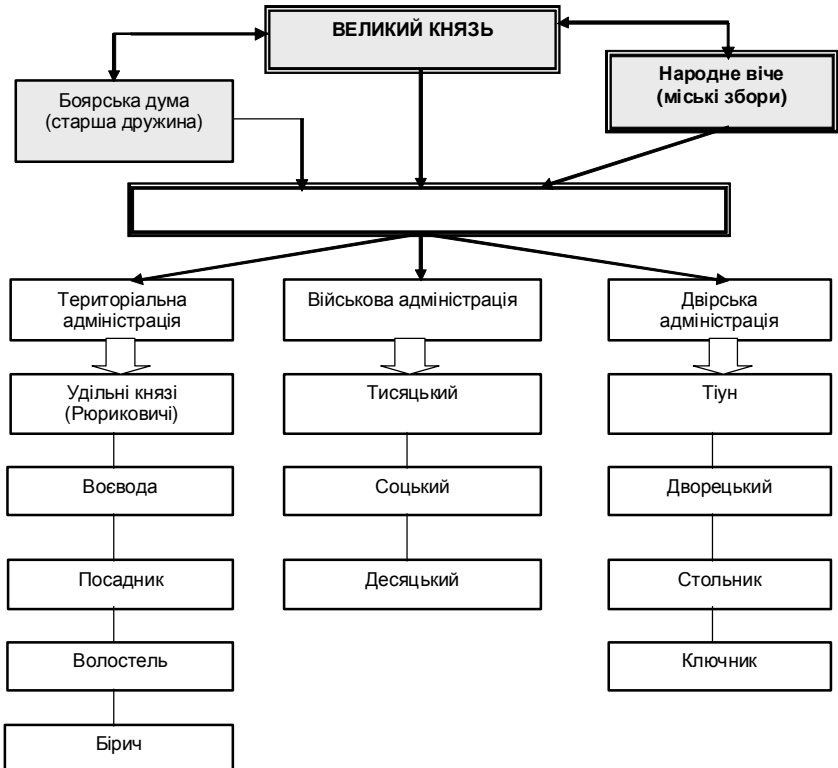 ВЕЛИКИЙ КНЯЗЬ
Боярська дума
(старша дружина)
Народне віче
(міські збори)
Територіальна
адміністрація
Військова адміністрація
Двірська
адміністрація
Удільні князі
(Рюриковичі)
Тисяцький
Тіун
Воєвода
Соцький
Дворецький
Посадник
Десяцький
Стольник
Волостель
Ключник
Бірич